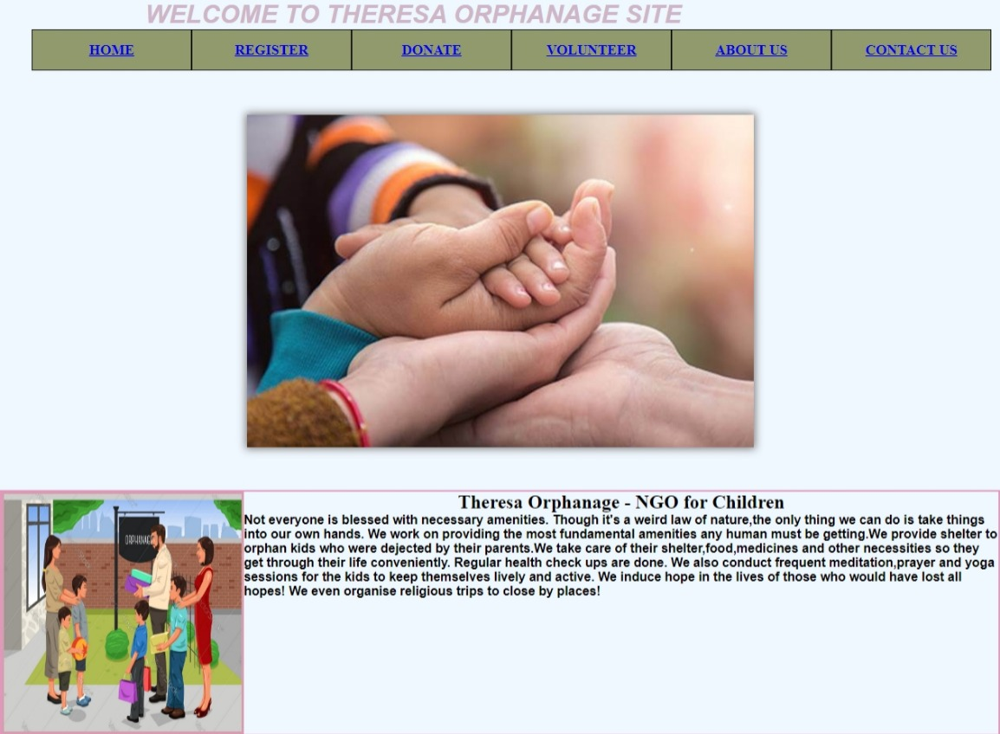 WELCOME TO THERESA ORPHANAGE SITE
HOME REGISTER DONATE VOLUNTEER ABOUT US CONTACT US
ORPHANAGE
Theresa Orphanage - NGO for Children
Not everyone is blessed with necessary amenities. Though it's a weird law of nature,the only thing we can do is take things
into our own hands. We work on providing the most fundamental amenities any human must be getting.We provide shelter to
orphan kids who were dejected by their parents.We take care of their shelter,food,medicines and other necessities so they
get through their life conveniently. Regular health check ups are done. We also conduct frequent meditation,prayer and yoga
sessions for the kids to keep themselves lively and active. We induce hope in the lives of those who would have lost all
hopes! We even organise religious trips to close by places!